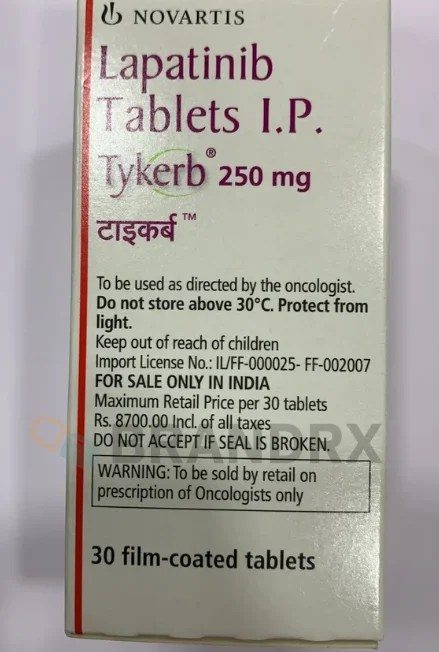 NOVARTIS
Lapatinib
Tablets I.P.
Tykerb® 250 mg
टाइकर्ब ™
To be used as directed by the oncologist.
Do not store above 30°C. Protect from
light.
Keep out of reach of children
Import License No.: IL/FF-000025- FF-002007
FOR SALE ONLY IN INDIA
Maximum Retail Price per 30 tablets
Rs. 8700.00 Incl. of all taxes
DO NOT ACCEPT IF SEAL IS BROKEN.
BRANDRX
WARNING: To be sold by retail on
prescription of Oncologists only
30 film-coated tablets